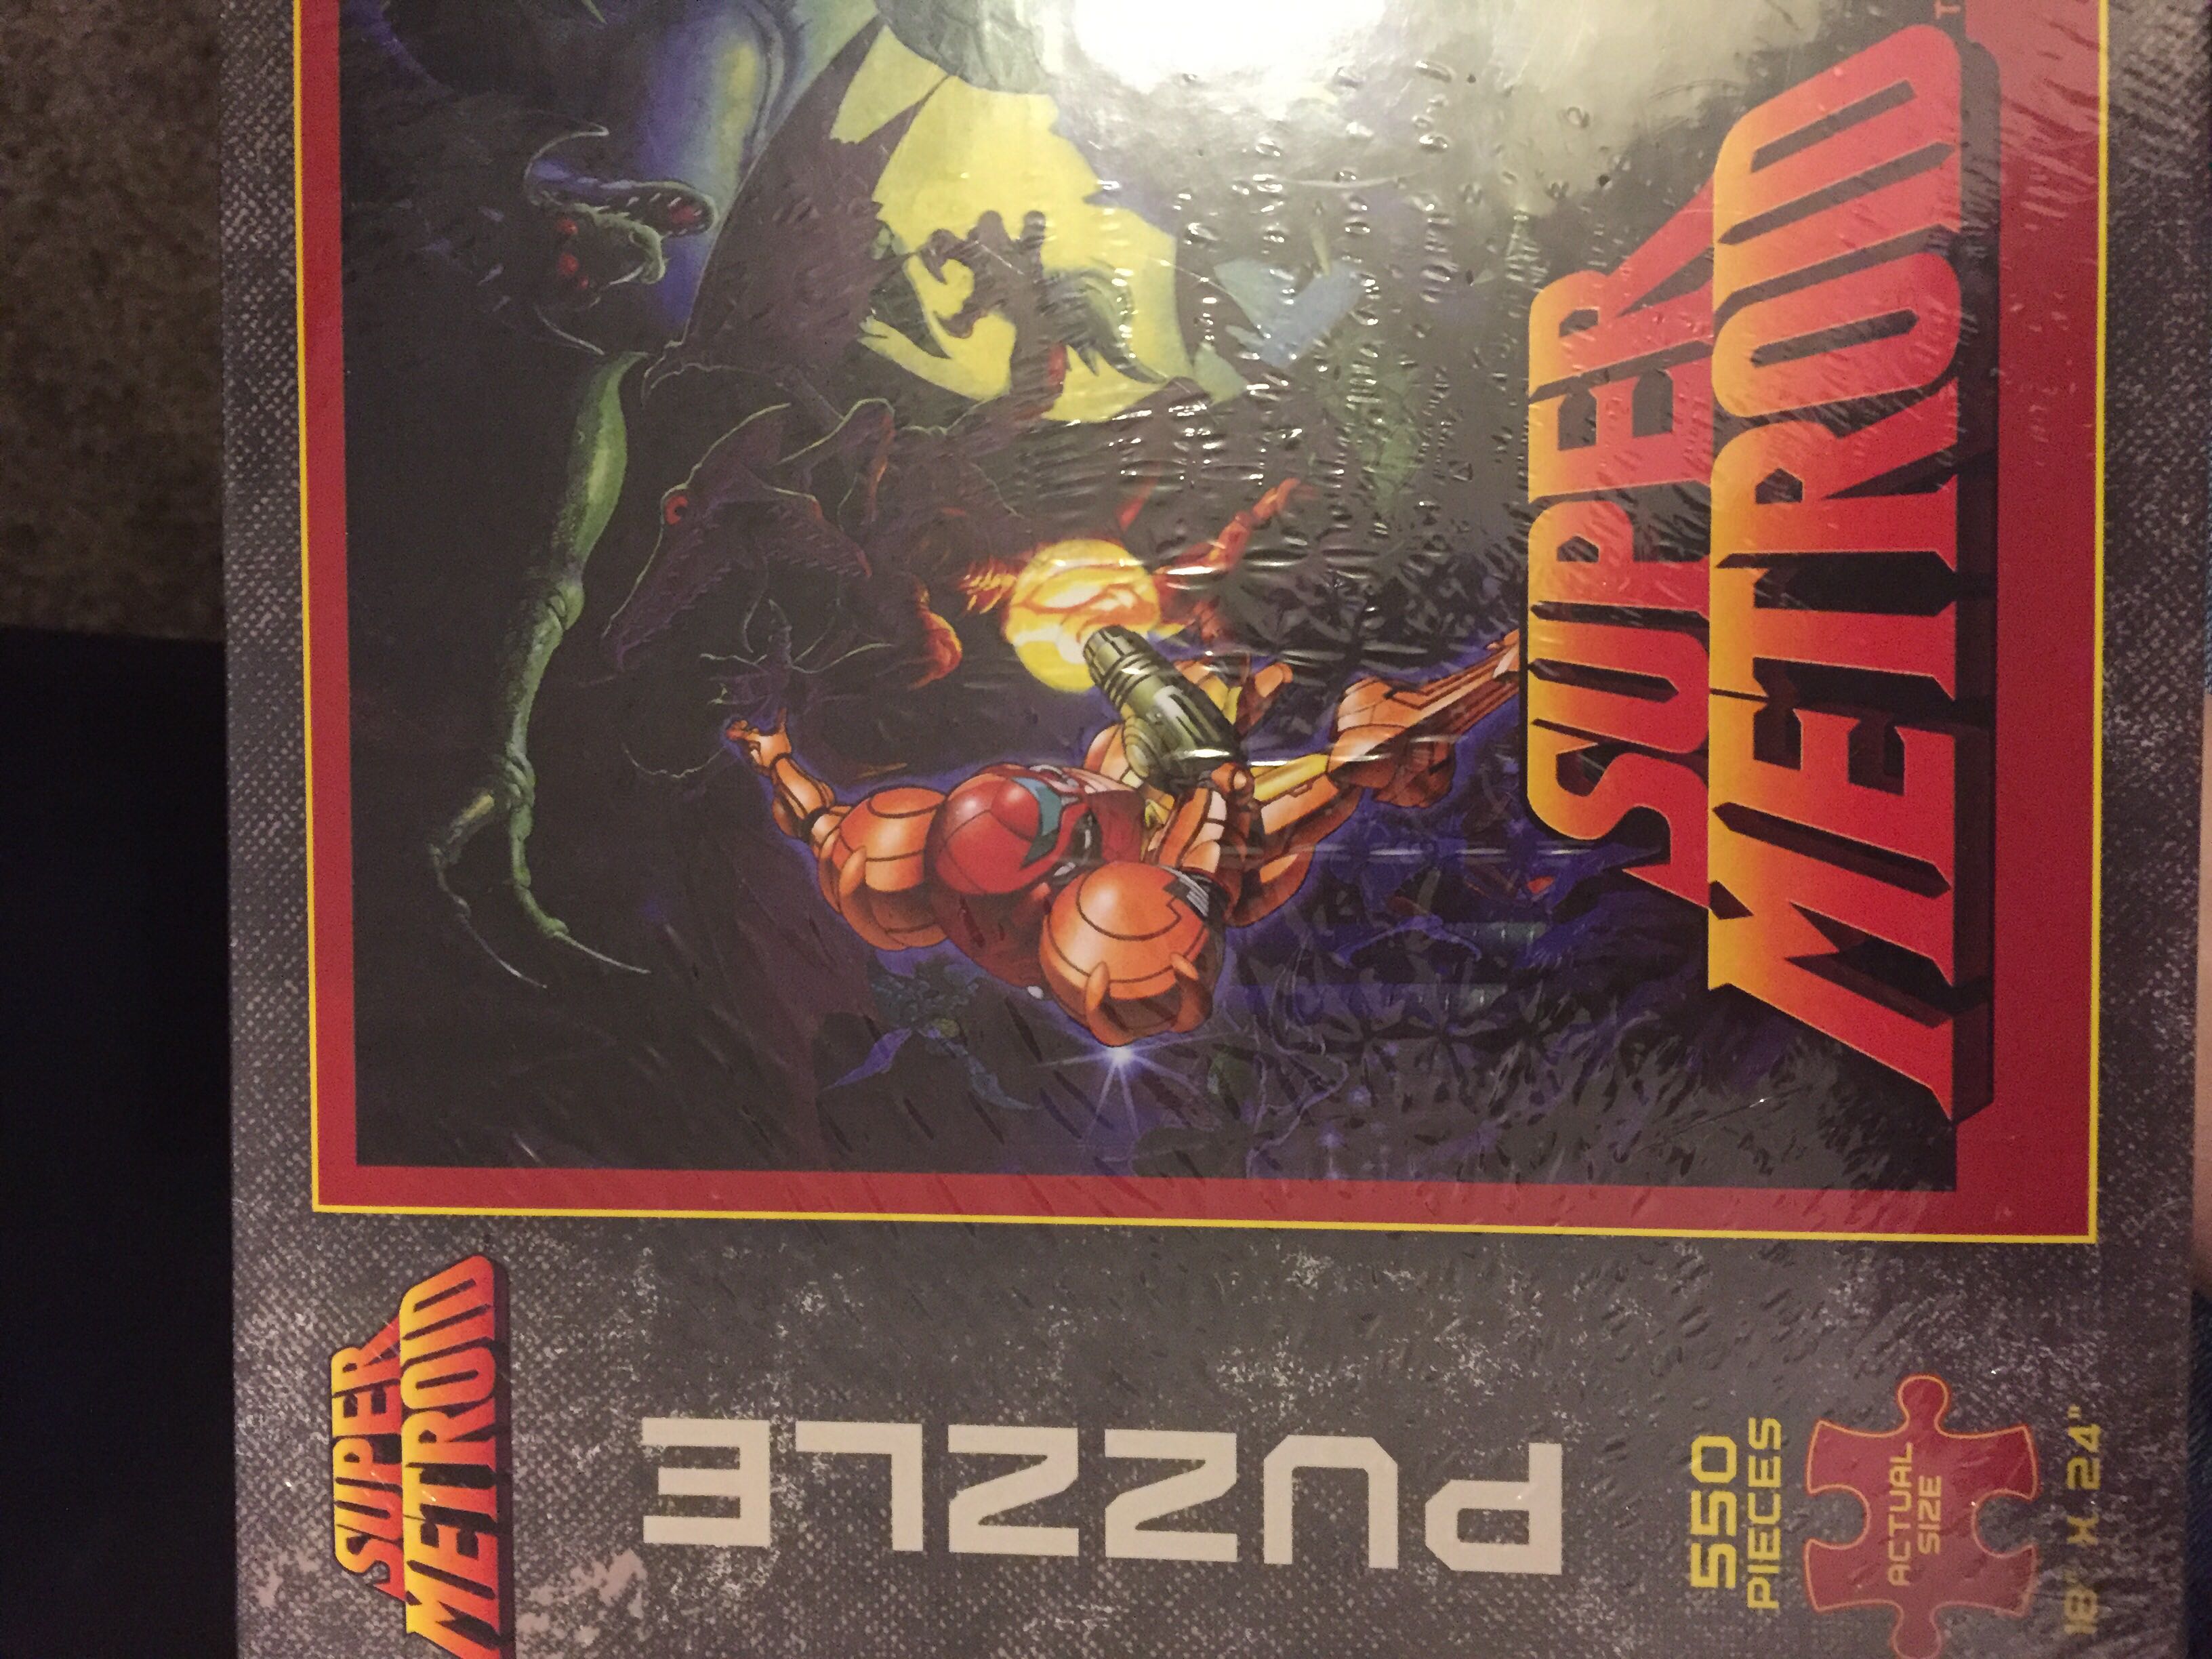 SUPER
METROID
SUPER
METROID
PUZZLE
550
PIECES
ACTUAL
SIZE
18" X 24"